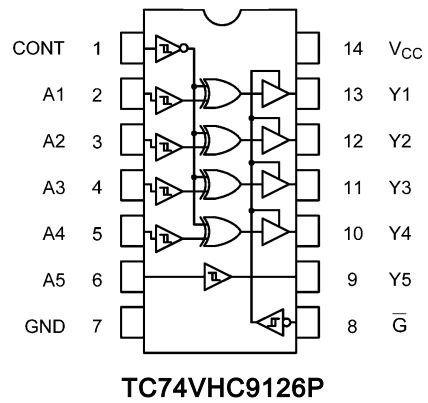 CONT 1 14 VCC
A1 2 13 Y1
A2 3 12 Y2
A3 4 11 Y3
A4 5 10 Y4
A5 6 9 Y5
GND 7 8 G̅
TC74VHC9126P